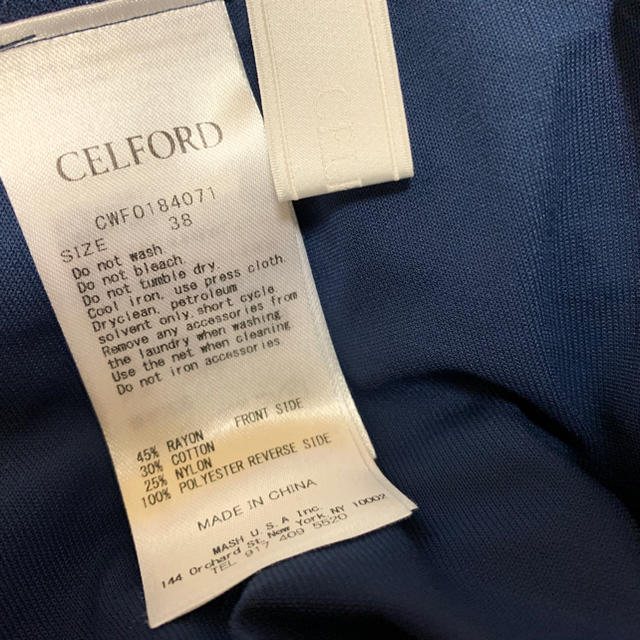 CELFORD
CWF0184071
SIZE 38
Do not wash
Do not bleach
Do not tumble dry
Cool iron, use press cloth
Dryclean, petroleum
solvent only.short cycle
Remove any accessories from
the laundry when washing
Use the net when cleaning
Do not iron accessories
FRONT SIDE
45% RAYON
30% COTTON
25% NYLON
100% POLYESTER REVERSE SIDE
MADE IN CHINA
MASH U.S.A Inc.
144 Orchard St,New York,NY 10002
TEL 917 409 5520